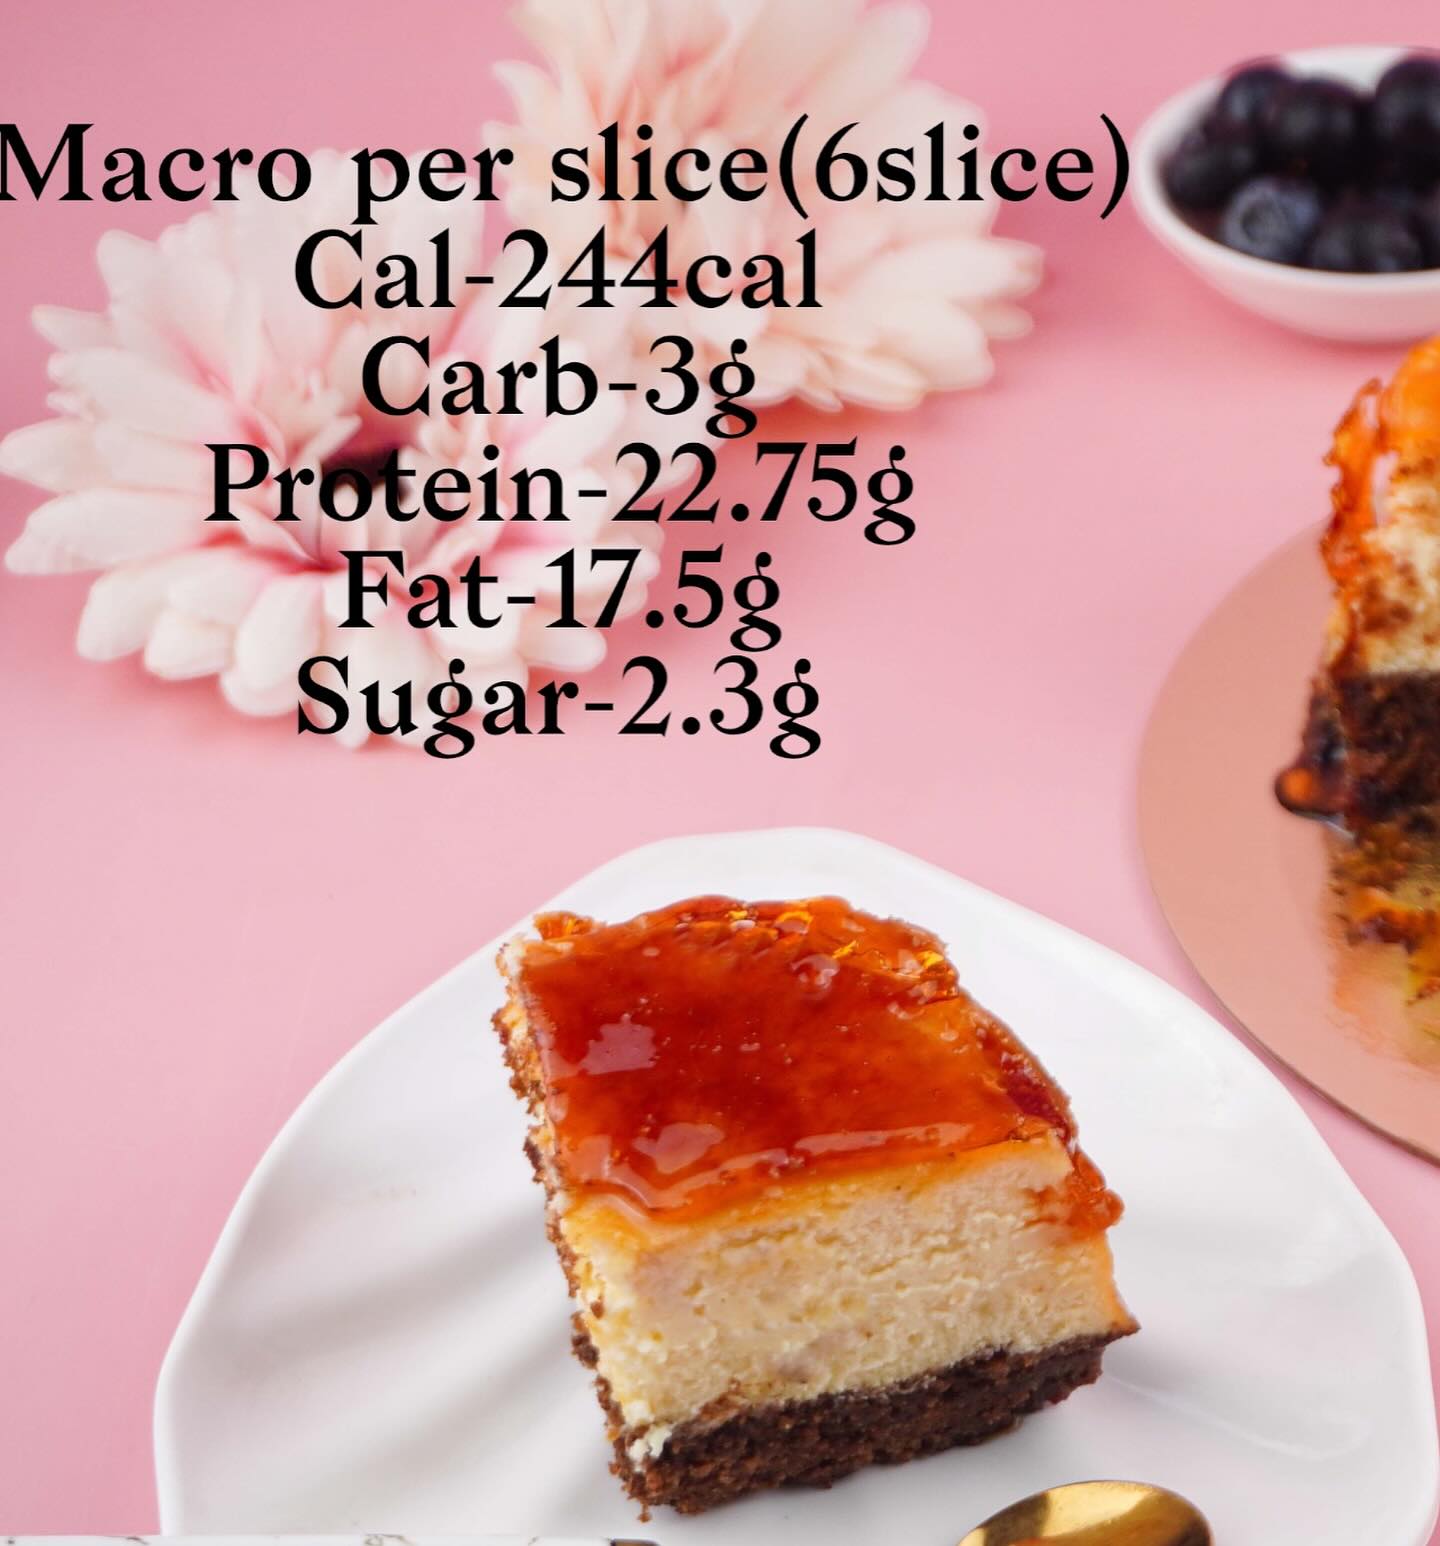 Macro per slice(6slice)
Cal-244cal
Carb-3g
Protein-22.75g
Fat-17.5g
Sugar-2.3g